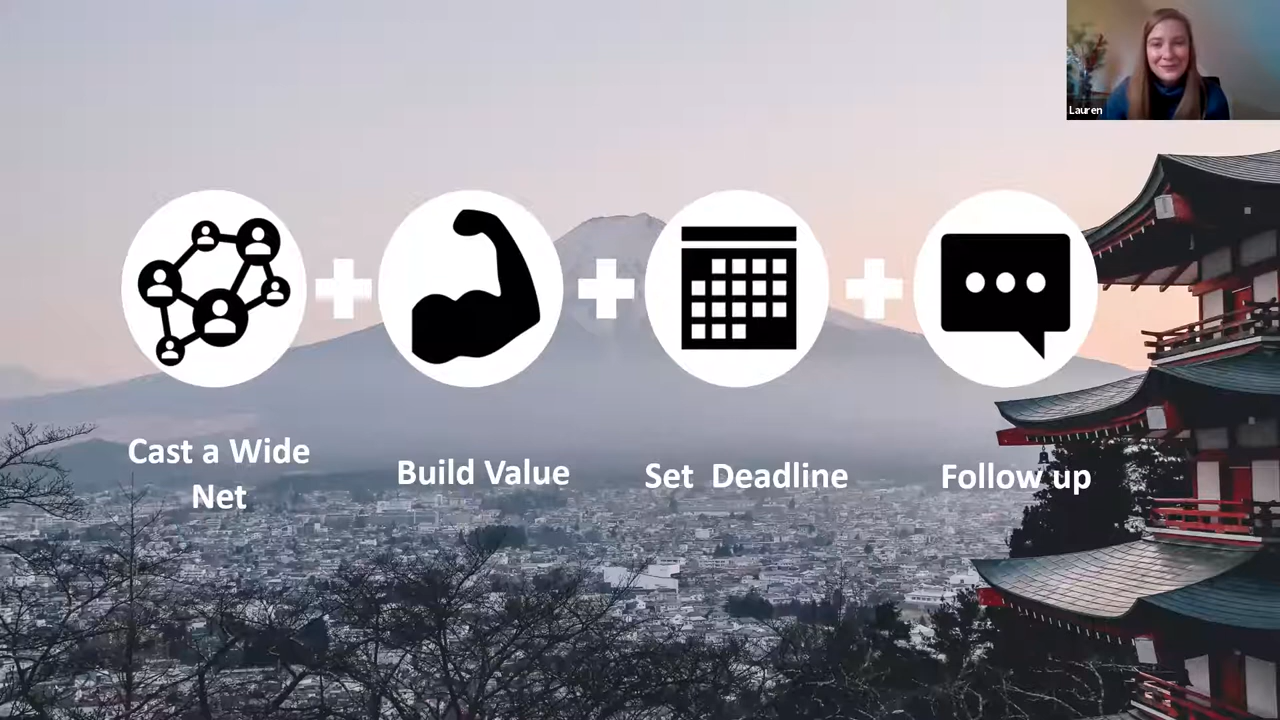 Lauren
Cast a Wide
Net
Build Value
Set  Deadline
Follow up